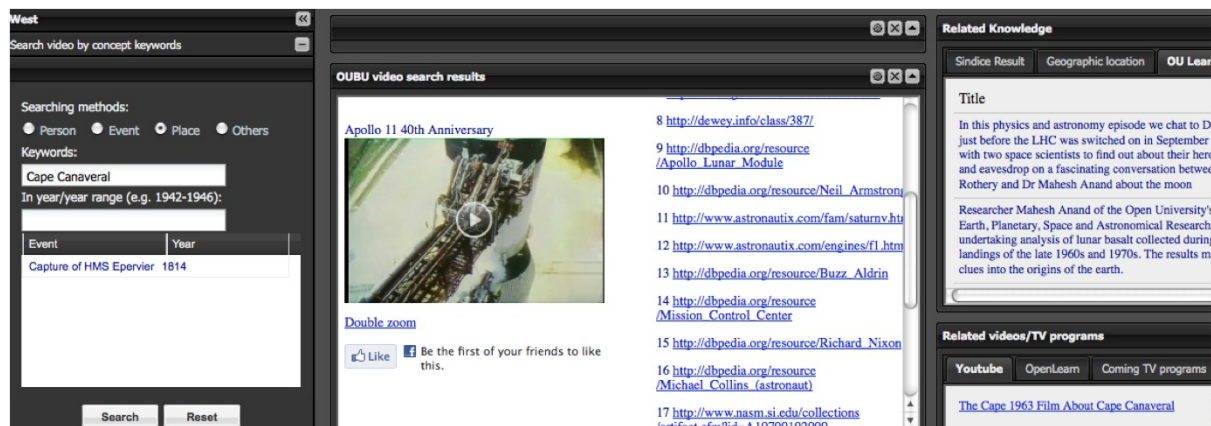 West
Search video by concept keywords
Searching methods:
Person Event Place Others
Keywords:
Cape Canaveral
In year/year range (e.g. 1942-1946):
Event Year
Capture of HMS Epervier 1814
Search Reset
OUBU video search results
Apollo 11 40th Anniversary
Double zoom
Like Be the first of your friends to like
this.
8 http://dewey.info/class/387/
9 http://dbpedia.org/resource
/Apollo_Lunar_Module
10 http://dbpedia.org/resource/Neil_Armstrong
11 http://www.astronautix.com/fam/saturnv.ht
12 http://www.astronautix.com/engines/f1.htm
13 http://dbpedia.org/resource/Buzz_Aldrin
14 http://dbpedia.org/resource
/Mission_Control_Center
15 http://dbpedia.org/resource/Richard_Nixon
16 http://dbpedia.org/resource
/Michael_Collins_(astronaut)
17 http://www.nasm.si.edu/collections
Related Knowledge
Sindice Result Geographic location OU Lear
Title
In this physics and astronomy episode we chat to D
just before the LHC was switched on in September
with two space scientists to find out about their her
and eavesdrop on a fascinating conversation betwee
Rothery and Dr Mahesh Anand about the moon
Researcher Mahesh Anand of the Open University's
Earth, Planetary, Space and Astronomical Research
undertaking analysis of lunar basalt collected during
landings of the late 1960s and 1970s. The results m
clues into the origins of the earth.
Related videos/TV programs
Youtube OpenLearn Coming TV programs
The Cape 1963 Film About Cape Canaveral